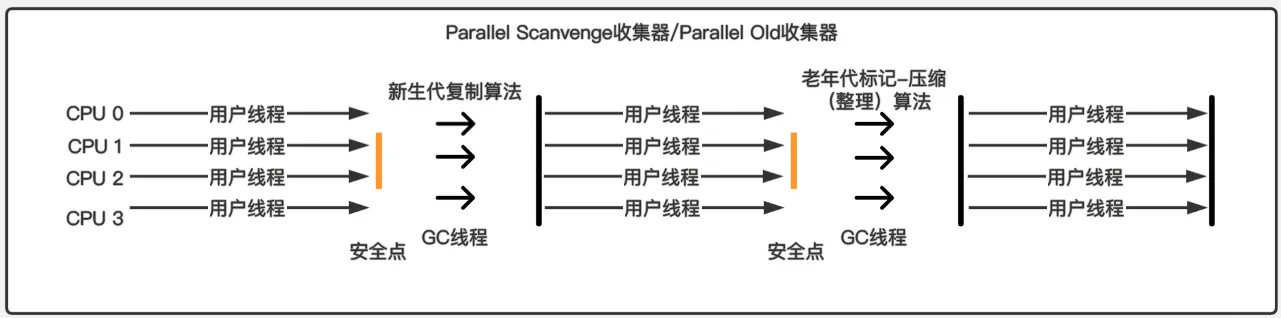 Parallel Scanvenge收集器/Parallel Old收集器
新生代复制算法
老年代标记-压缩
（整理）算法
CPU 0 用户线程 用户线程 用户线程
CPU 1 用户线程 用户线程 用户线程
CPU 2 用户线程 用户线程 用户线程
CPU 3 用户线程 用户线程 用户线程
安全点 GC线程 安全点 GC线程